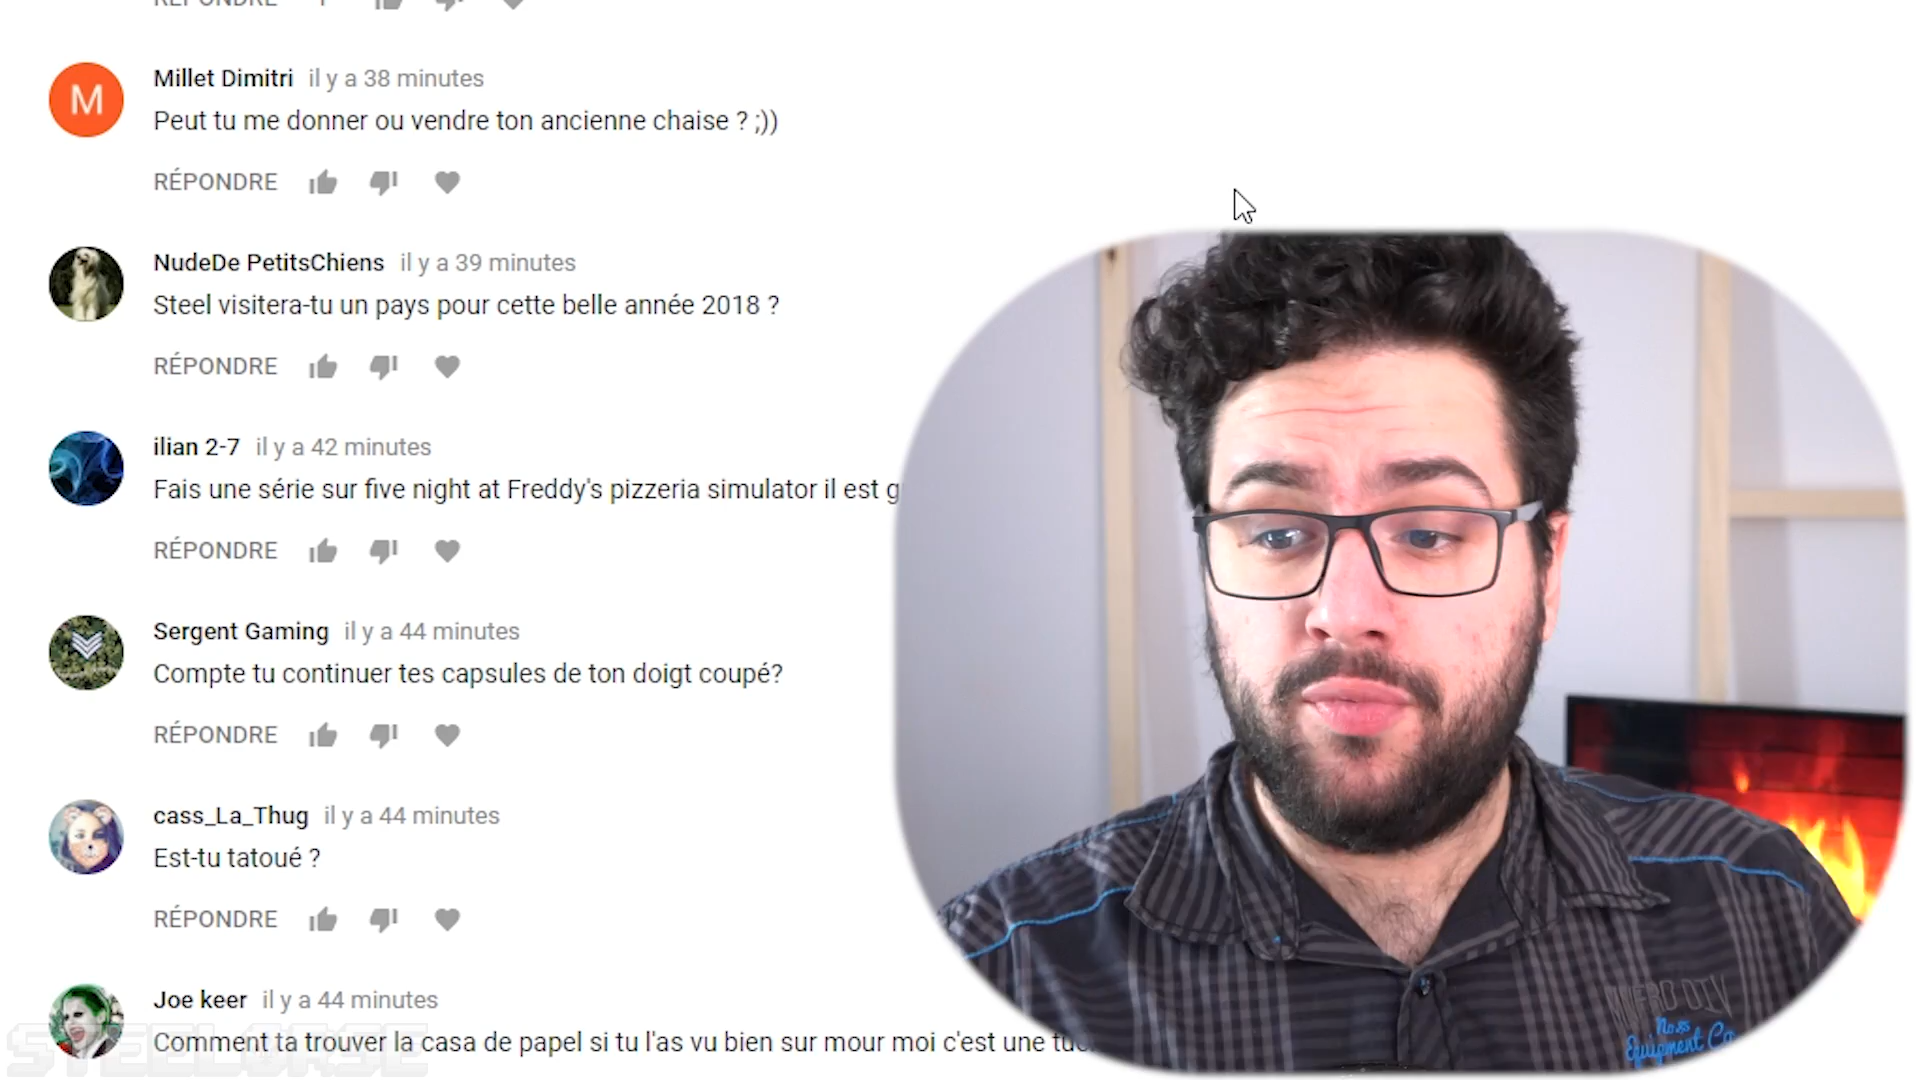 RÉPONDRE
M
Millet Dimitri il y a 38 minutes
Peut tu me donner ou vendre ton ancienne chaise ? ;))
RÉPONDRE
NudeDe PetitsChiens il y a 39 minutes
Steel visitera-tu un pays pour cette belle année 2018 ?
RÉPONDRE
ilian 2-7 il y a 42 minutes
Fais une série sur five night at Freddy's pizzeria simulator il est g
RÉPONDRE
Sergent Gaming il y a 44 minutes
Compte tu continuer tes capsules de ton doigt coupé?
RÉPONDRE
cass_La_Thug il y a 44 minutes
Est-tu tatoué ?
RÉPONDRE
Joe keer il y a 44 minutes
Comment ta trouver la casa de papel si tu l'as vu bien sur mour moi c'est une
STEELORSE
Equipment Co